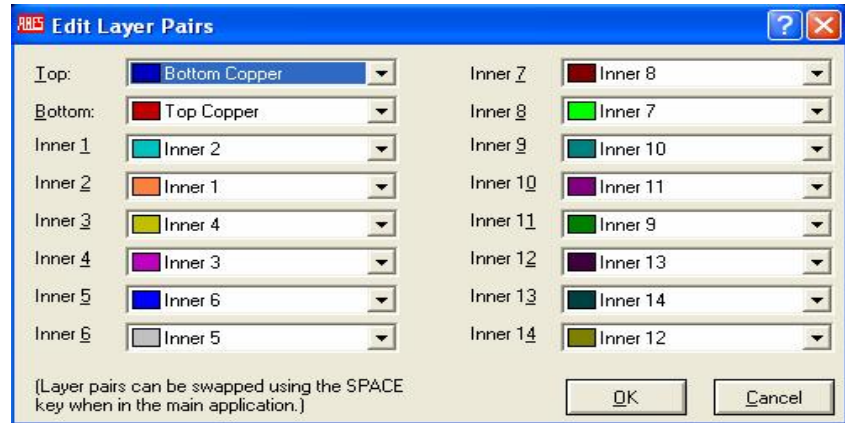 ARES Edit Layer Pairs
Top: Bottom Copper
Bottom: Top Copper
Inner 1 Inner 2
Inner 2 Inner 1
Inner 3 Inner 4
Inner 4 Inner 3
Inner 5 Inner 6
Inner 6 Inner 5
Inner 7 Inner 8
Inner 8 Inner 7
Inner 9 Inner 10
Inner 10 Inner 11
Inner 11 Inner 9
Inner 12 Inner 13
Inner 13 Inner 14
Inner 14 Inner 12
(Layer pairs can be swapped using the SPACE
key when in the main application.)
OK Cancel